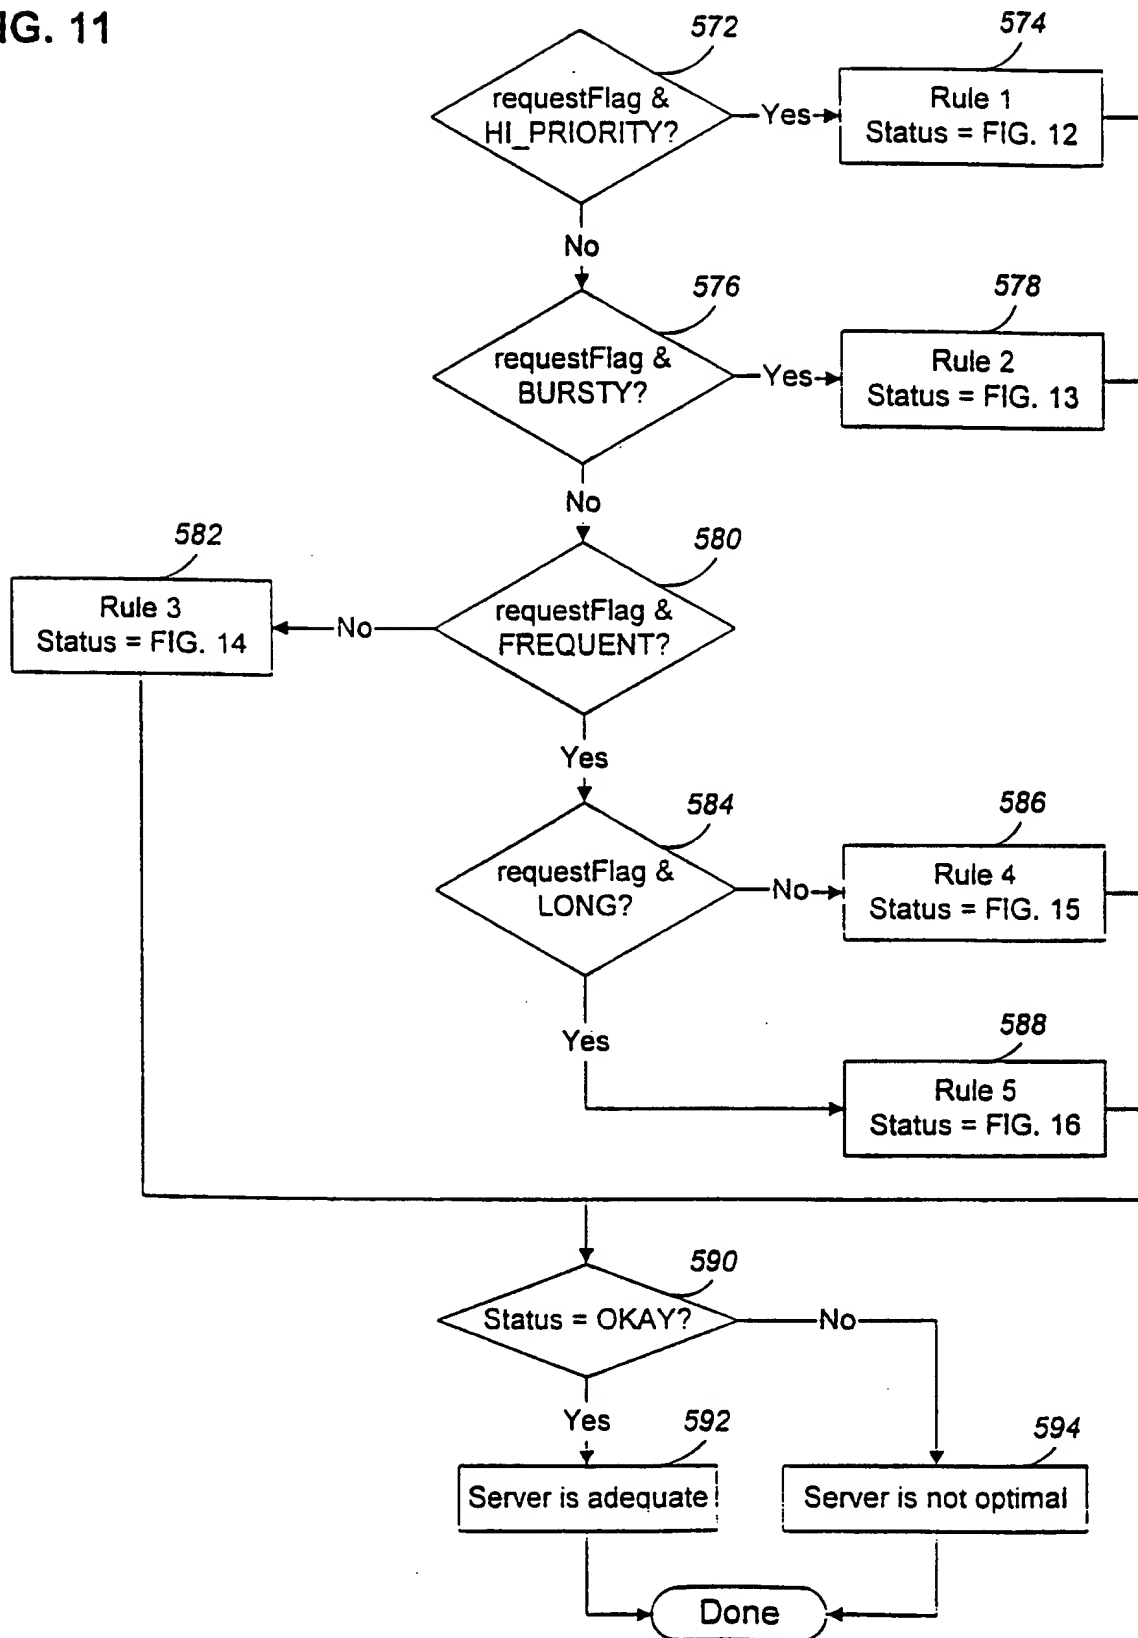 IG. 11
572
requestFlag &
HI_PRIORITY?
Yes
574
Rule 1
Status = FIG. 12
No
576
requestFlag &
BURSTY?
Yes
578
Rule 2
Status = FIG. 13
No
580
requestFlag &
FREQUENT?
No
582
Rule 3
Status = FIG. 14
Yes
584
requestFlag &
LONG?
No
586
Rule 4
Status = FIG. 15
Yes
588
Rule 5
Status = FIG. 16
590
Status = OKAY?
No
Yes
592
Server is adequate
594
Server is not optimal
Done